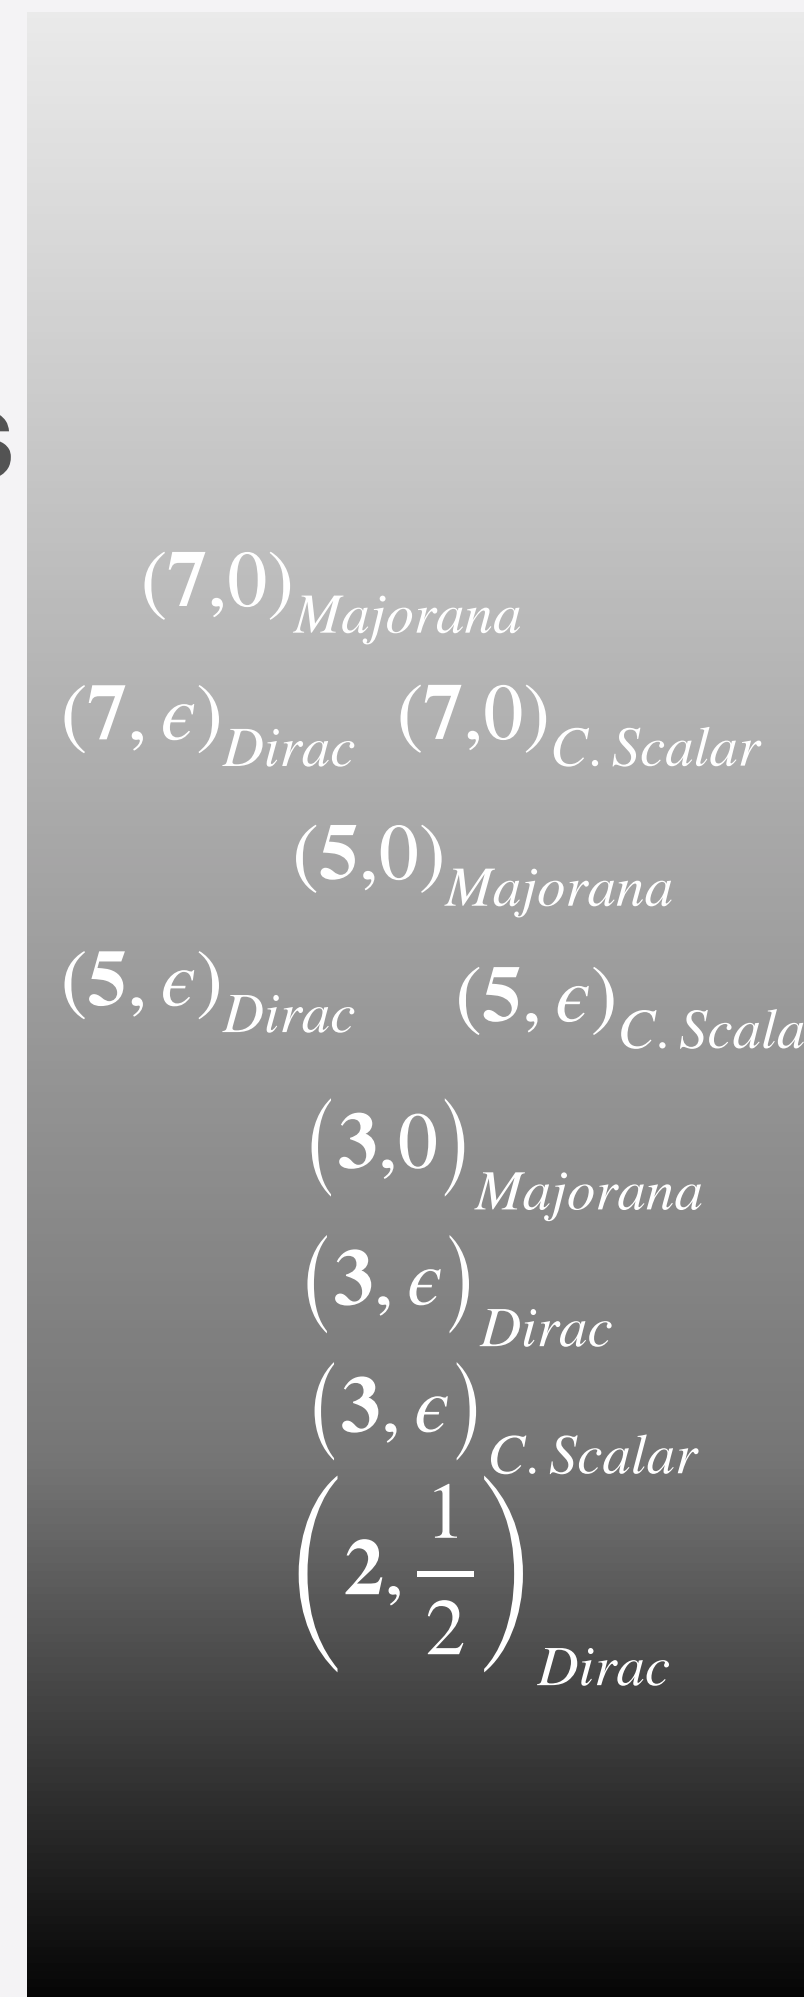 s
(7,0)Majorana
(7, ϵ)Dirac (7,0)C. Scalar
(5,0)Majorana
(5, ϵ)Dirac (5, ϵ)C. Scala
(3,0)Majorana
(3, ϵ)Dirac
(3, ϵ)C. Scalar
(2, 1/2)Dirac